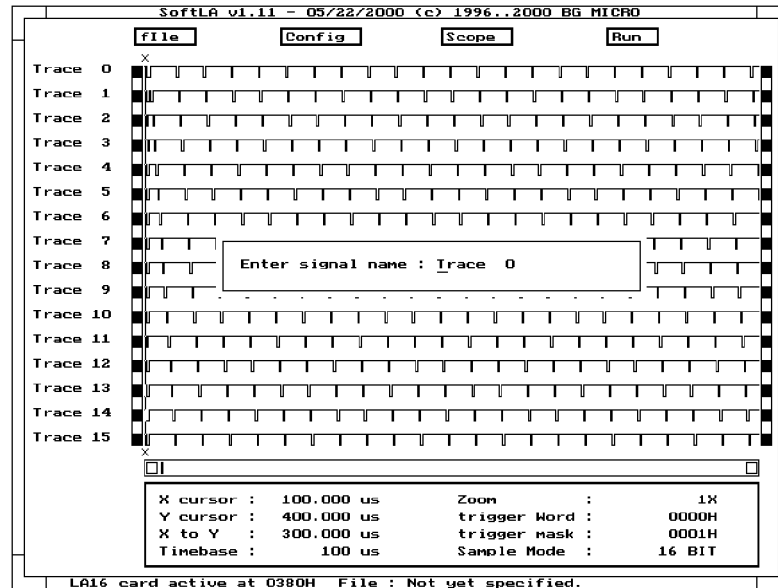 SoftLA v1.11 - 05/22/2000 (c) 1996..2000 BG MICRO
fIle Config Scope Run
X
Trace 0
Trace 1
Trace 2
Trace 3
Trace 4
Trace 5
Trace 6
Trace 7
Enter signal name : Trace 0
Trace 8
Trace 9
Trace 10
Trace 11
Trace 12
Trace 13
Trace 14
Trace 15
X
X cursor : 100.000 us Zoom : 1X
Y cursor : 400.000 us trigger Word : 0000H
X to Y : 300.000 us trigger mask : 0001H
Timebase : 100 us Sample Mode : 16 BIT
LA16 card active at 0380H File : Not yet specified.